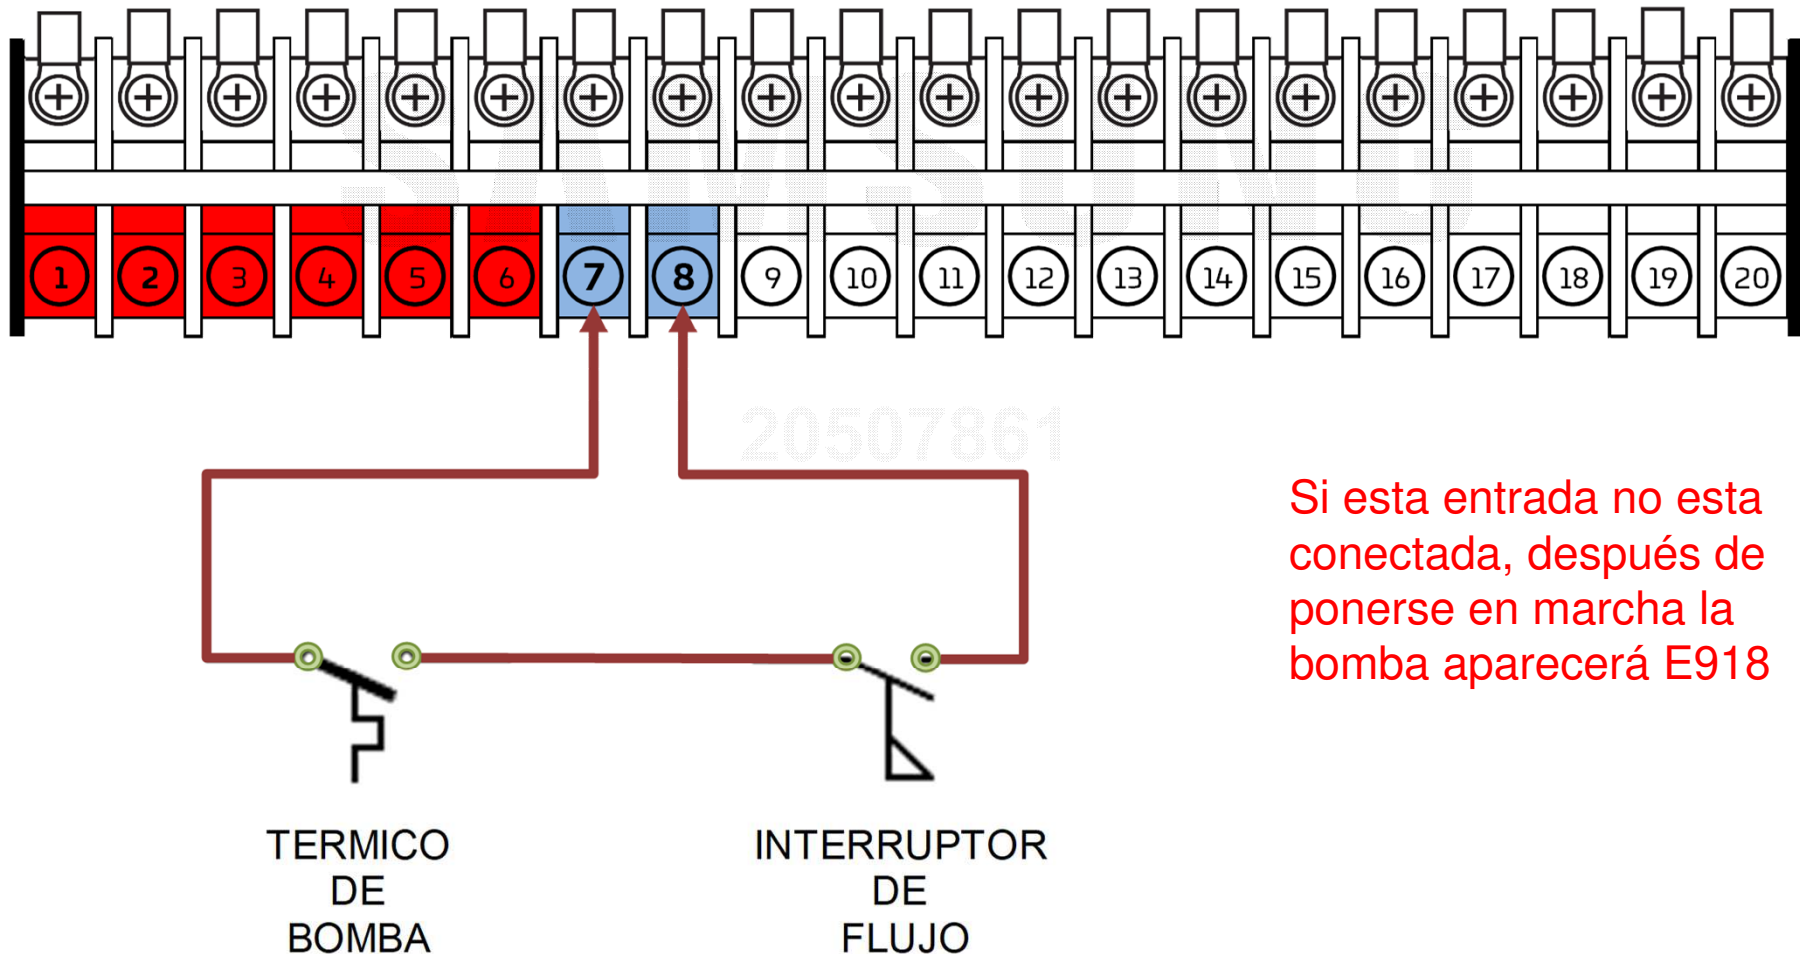 SAMSUNG
1 2 3 4 5 6 7 8 9 10 11 12 13 14 15 16 17 18 19 20
20507861
Si esta entrada no esta
conectada, después de
ponerse en marcha la
bomba aparecerá E918
TERMICO
DE
BOMBA
INTERRUPTOR
DE
FLUJO